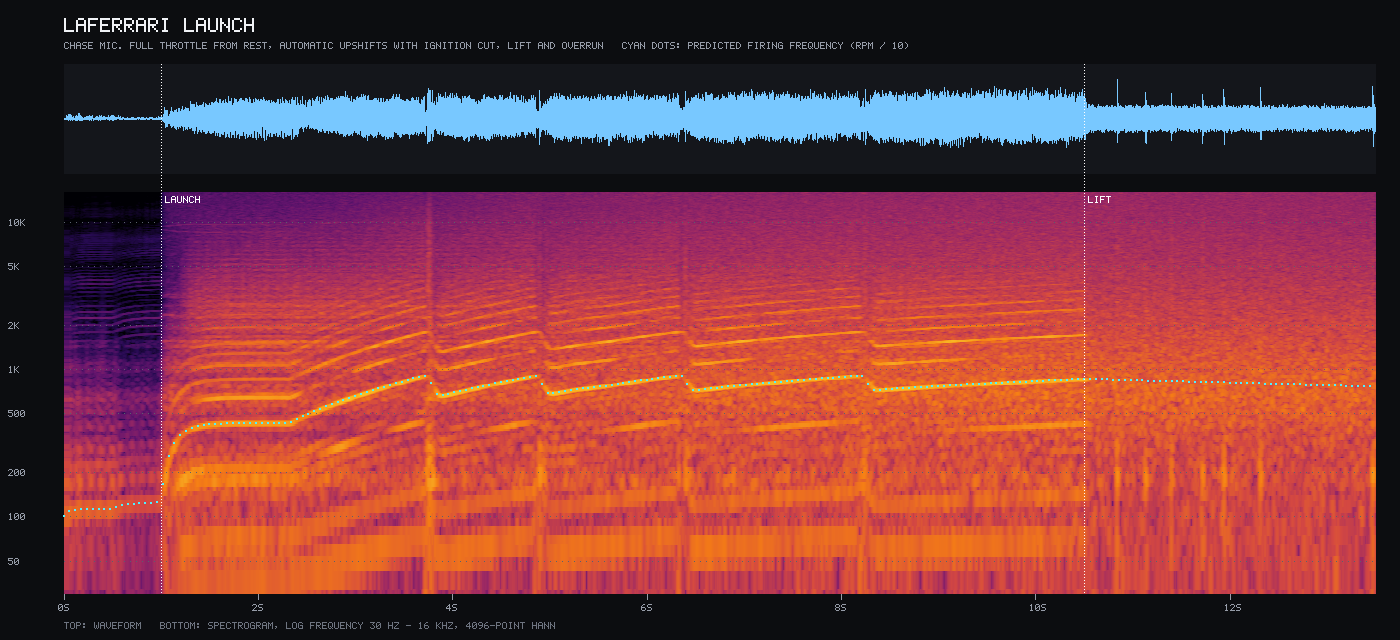 LAFERRARI LAUNCH
CHASE MIC. FULL THROTTLE FROM REST, AUTOMATIC UPSHIFTS WITH IGNITION CUT, LIFT AND OVERRUN   CYAN DOTS: PREDICTED FIRING FREQUENCY (RPM / 10)
LAUNCH
LIFT
10K
5K
2K
1K
500
200
100
50
0S 2S 4S 6S 8S 10S 12S
TOP: WAVEFORM   BOTTOM: SPECTROGRAM, LOG FREQUENCY 30 HZ - 16 KHZ, 4096-POINT HANN